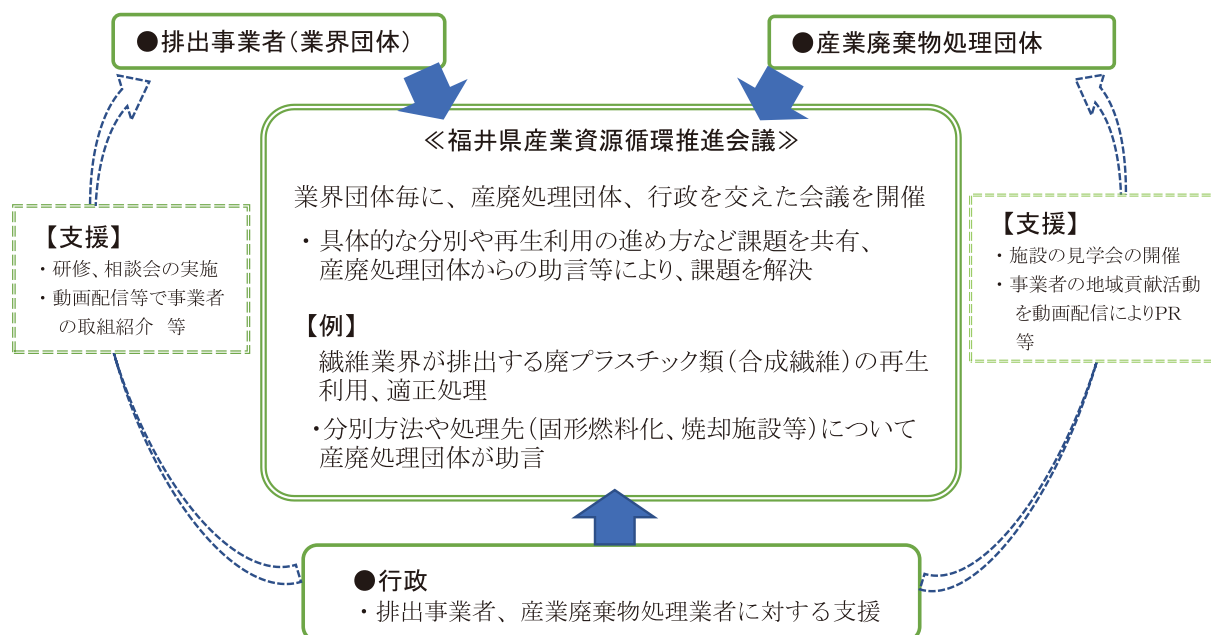 ●排出事業者（業界団体）
●産業廃棄物処理団体
≪福井県産業資源循環推進会議≫
業界団体毎に、産廃処理団体、行政を交えた会議を開催
・具体的な分別や再生利用の進め方など課題を共有、
産廃処理団体からの助言等により、課題を解決
【例】
繊維業界が排出する廃プラスチック類（合成繊維）の再生
利用、適正処理
・分別方法や処理先（固形燃料化、焼却施設等）について
産廃処理団体が助言
【支援】
・研修、相談会の実施
・動画配信等で事業者
の取組紹介　等
【支援】
・施設の見学会の開催
・事業者の地域貢献活動
を動画配信によりPR
等
●行政
・排出事業者、産業廃棄物処理業者に対する支援